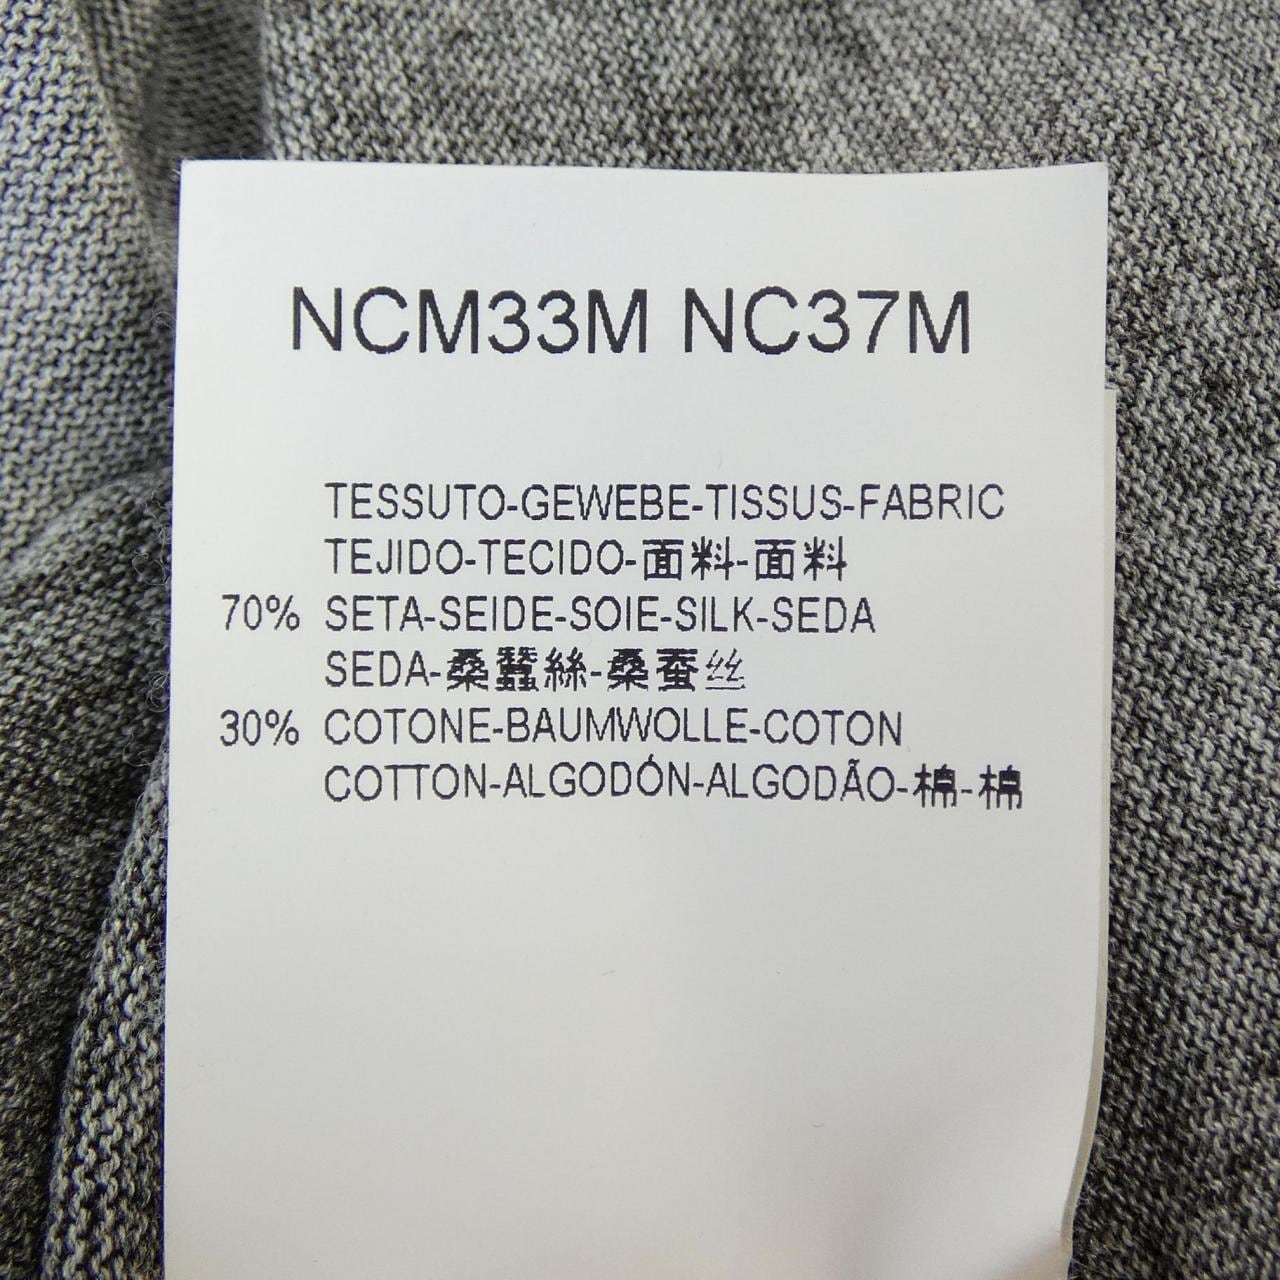 NCM33M NC37M
TESSUTO-GEWEBE-TISSUS-FABRIC
TEJIDO-TECIDO-面料-面料
70% SETA-SEIDE-SOIE-SILK-SEDA
SEDA-桑蠶絲-桑蚕丝
30% COTONE-BAUMWOLLE-COTON
COTTON-ALGODÓN-ALGODÃO-棉-棉